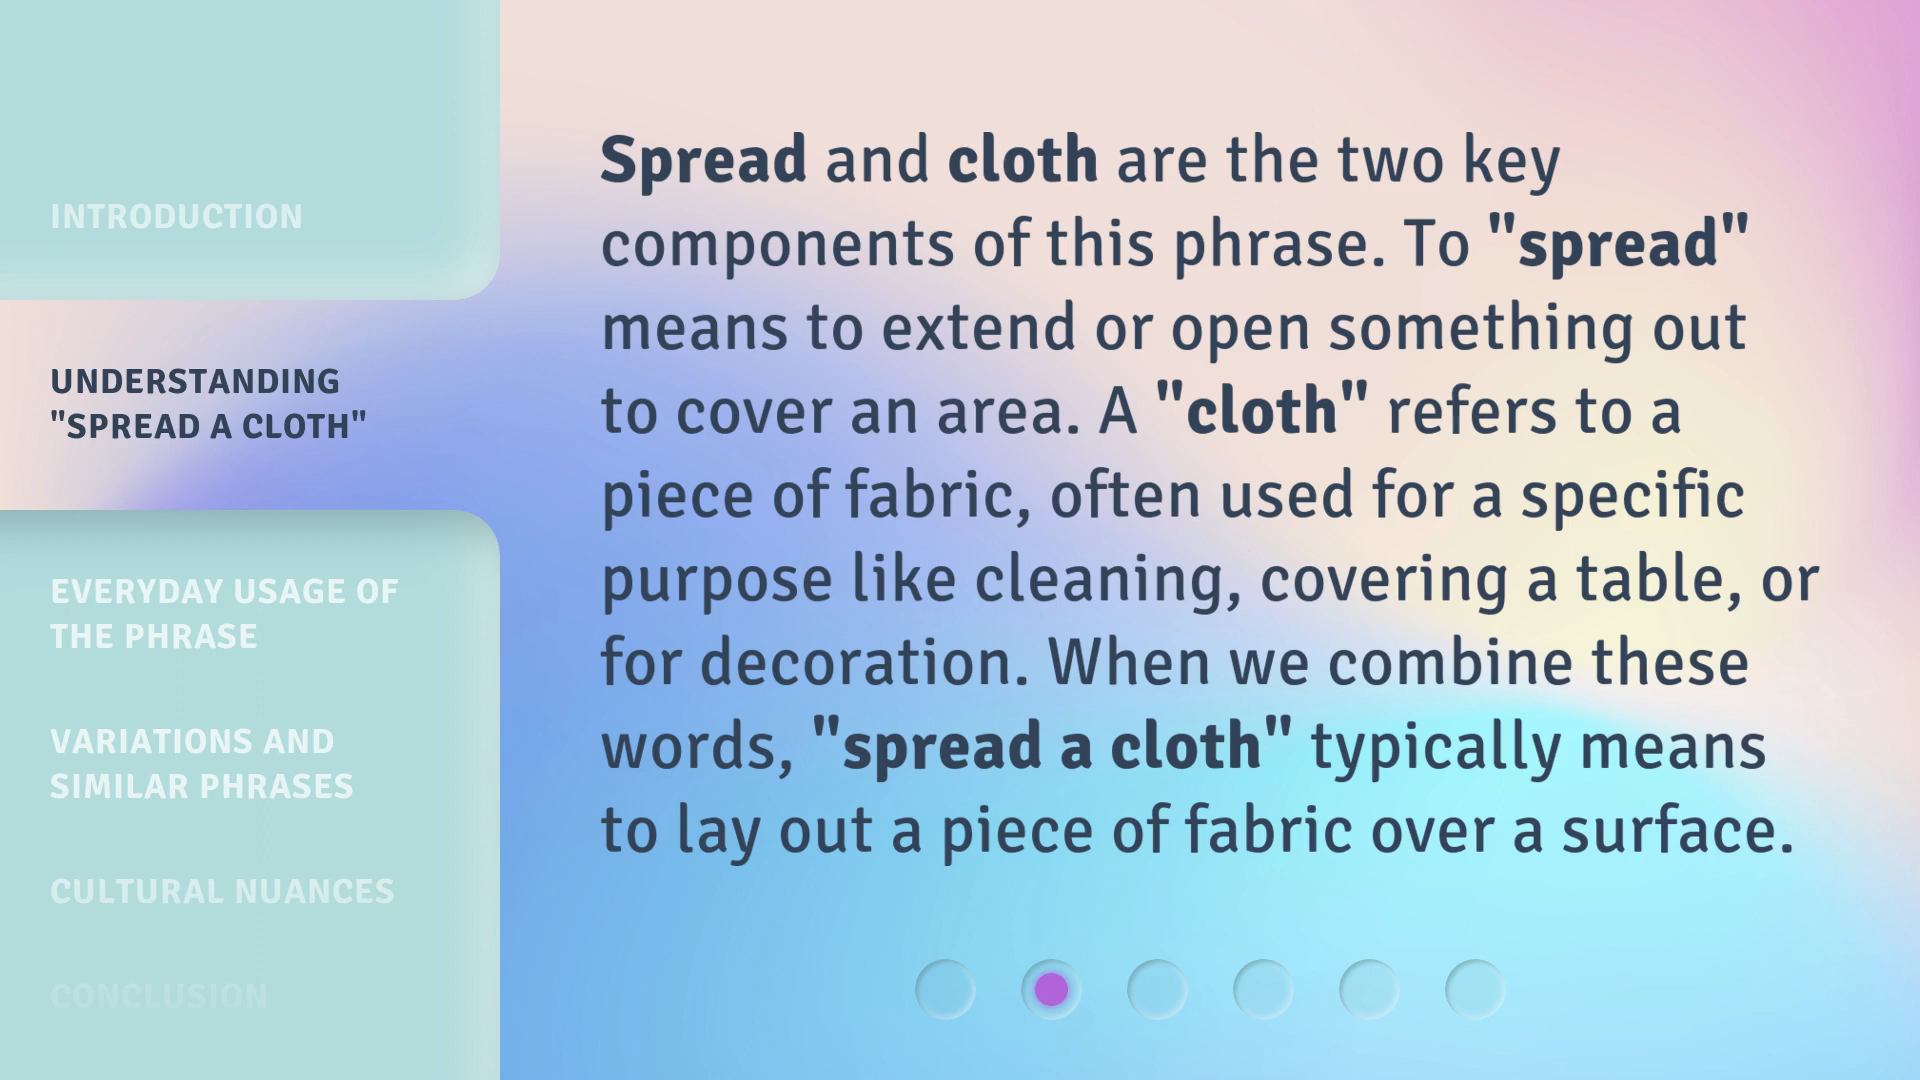 INTRODUCTION
UNDERSTANDING
"SPREAD A CLOTH"
EVERYDAY USAGE OF
THE PHRASE
VARIATIONS AND
SIMILAR PHRASES
CULTURAL NUANCES
CONCLUSION
Spread and cloth are the two key
components of this phrase. To "spread"
means to extend or open something out
to cover an area. A "cloth" refers to a
piece of fabric, often used for a specific
purpose like cleaning, covering a table, or
for decoration. When we combine these
words, "spread a cloth" typically means
to lay out a piece of fabric over a surface.